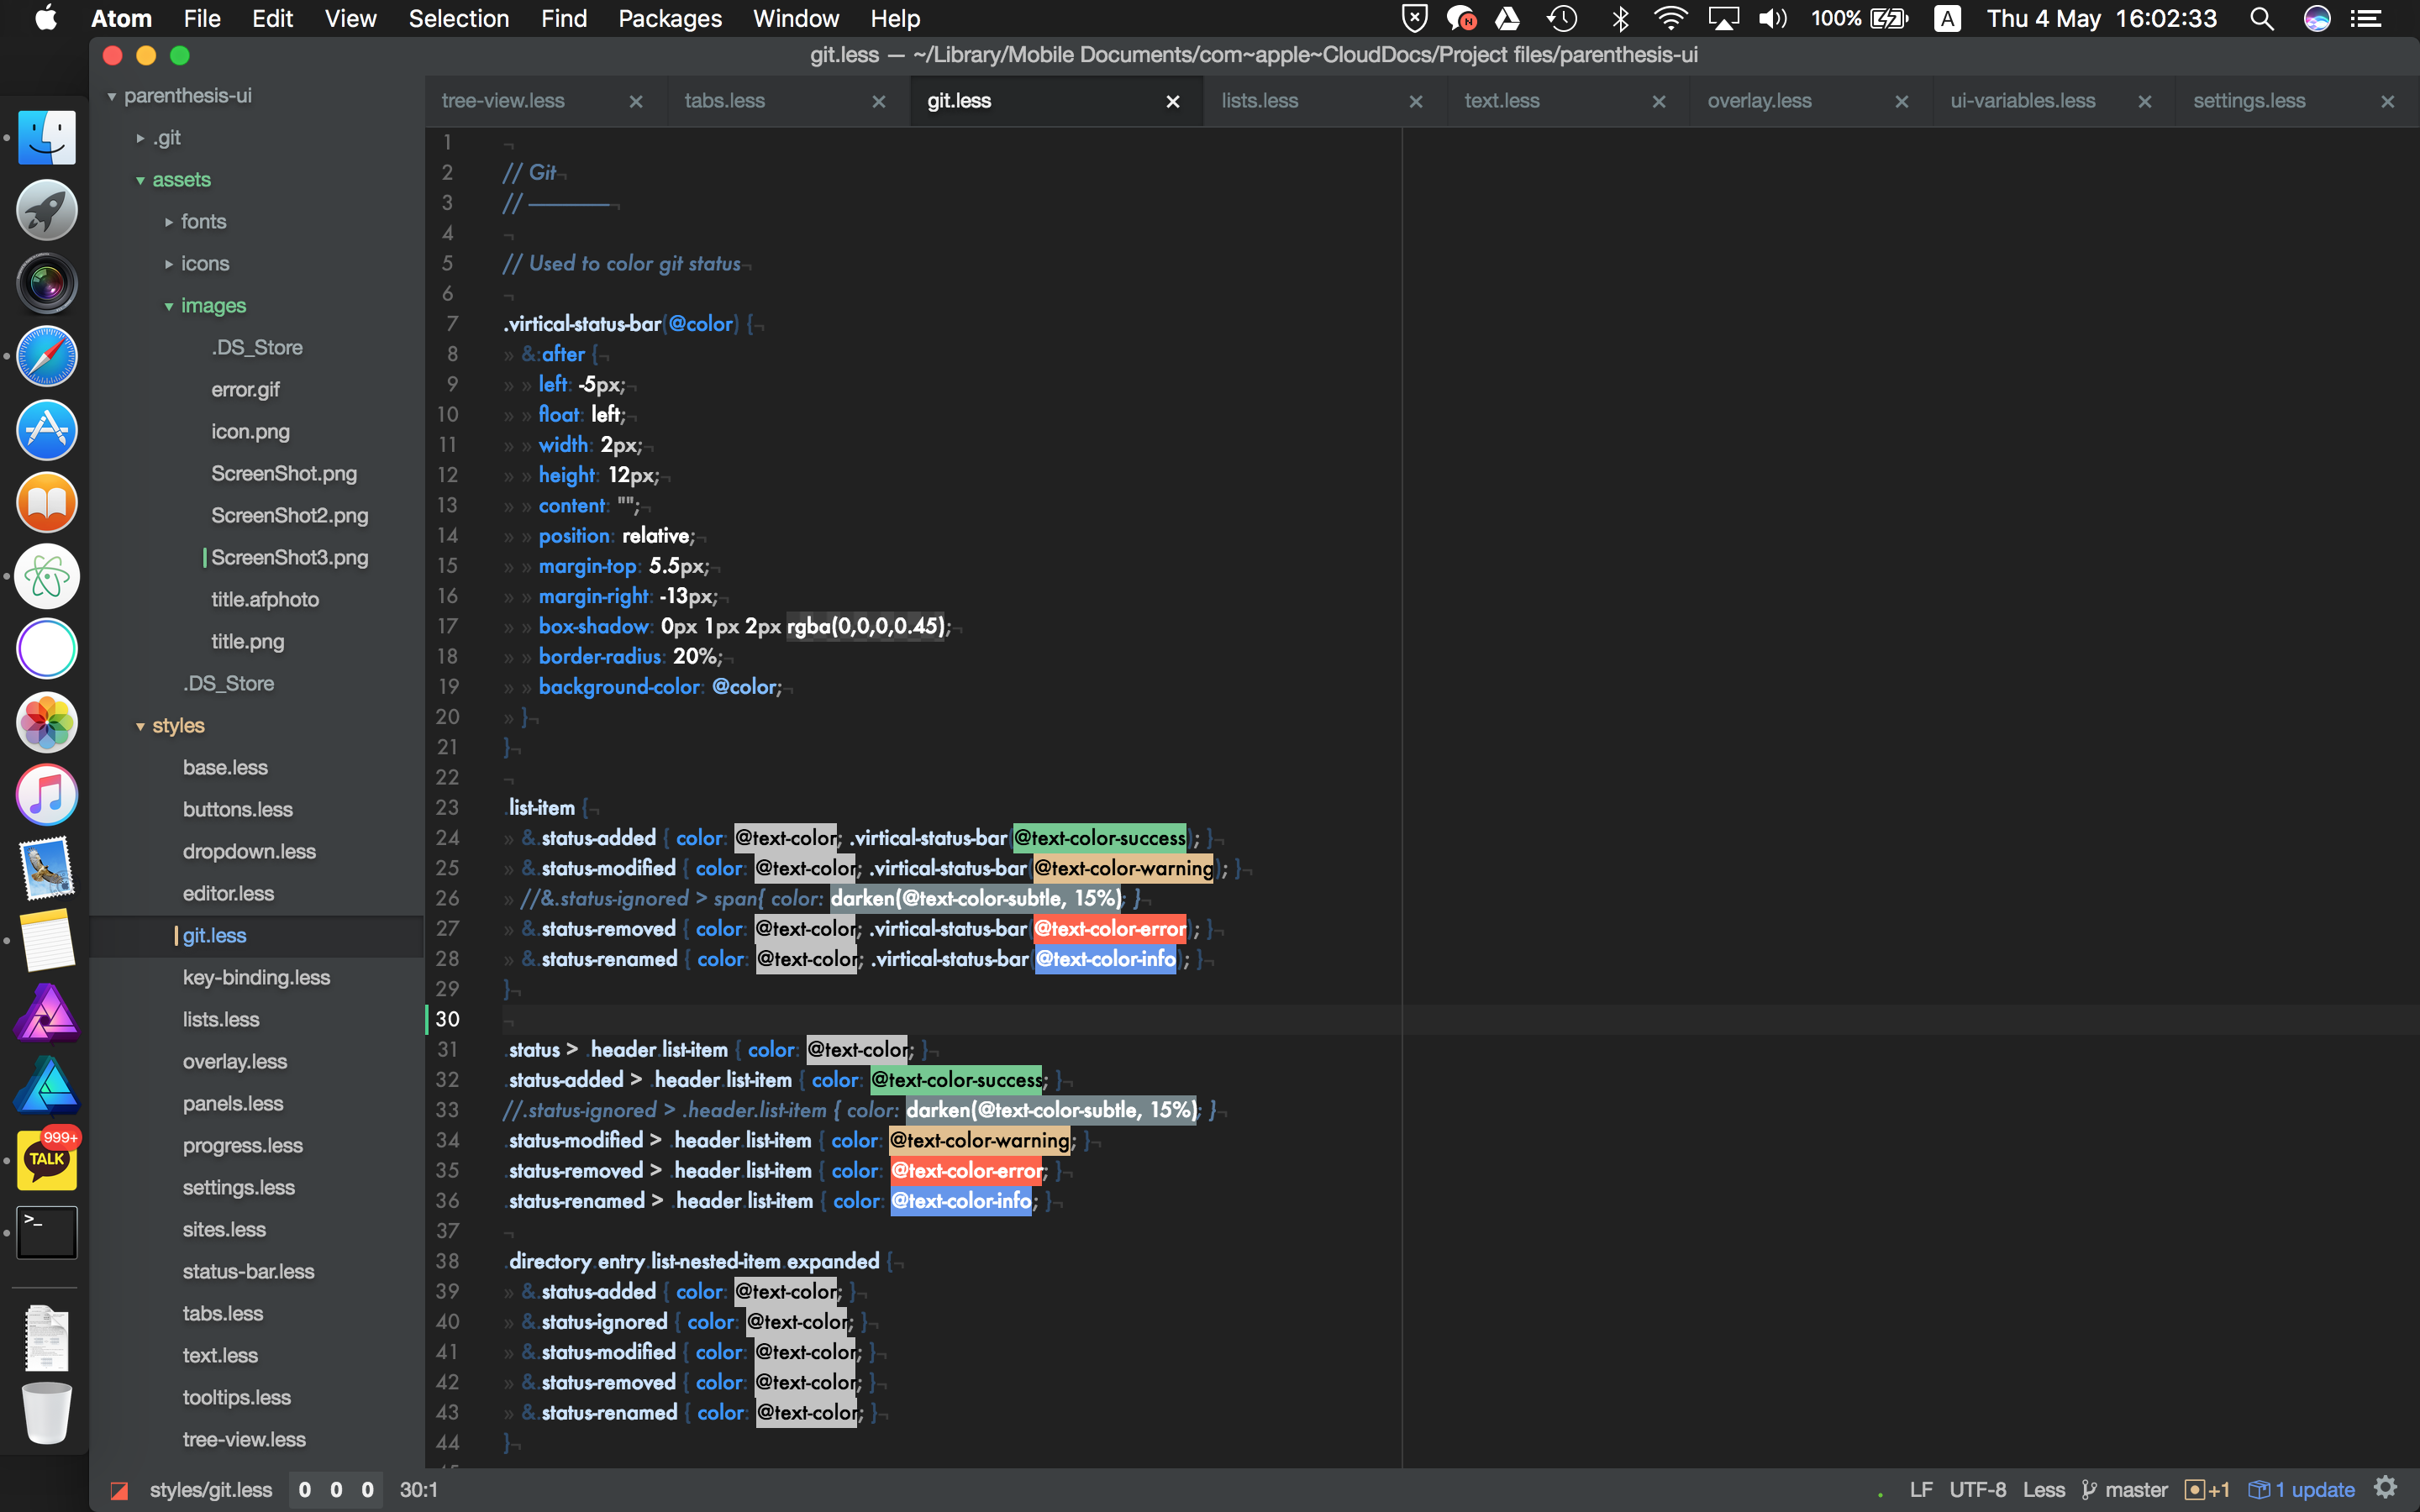 Atom File Edit View Selection Find Packages Window Help 100% A Thu 4 May 16:02:33
git.less — ~/Library/Mobile Documents/com~apple~CloudDocs/Project files/parenthesis-ui
tree-view.less tabs.less git.less lists.less text.less overlay.less ui-variables.less settings.less
parenthesis-ui
.git
assets
fonts
icons
images
.DS_Store
error.gif
icon.png
ScreenShot.png
ScreenShot2.png
ScreenShot3.png
title.afphoto
title.png
.DS_Store
styles
base.less
buttons.less
dropdown.less
editor.less
git.less
key-binding.less
lists.less
overlay.less
panels.less
progress.less
settings.less
sites.less
status-bar.less
tabs.less
text.less
tooltips.less
tree-view.less
999+
TALK
>_
1 ¬
2 // Git¬
3 // ————¬
4 ¬
5 // Used to color git status¬
6 ¬
7 .virtical-status-bar(@color) {¬
8 » &:after {¬
9 » » left: -5px;¬
10 » » float: left;¬
11 » » width: 2px;¬
12 » » height: 12px;¬
13 » » content: "";¬
14 » » position: relative;¬
15 » » margin-top: 5.5px;¬
16 » » margin-right: -13px;¬
17 » » box-shadow: 0px 1px 2px rgba(0,0,0,0.45);¬
18 » » border-radius: 20%;¬
19 » » background-color: @color;¬
20 » }¬
21 }¬
22 ¬
23 .list-item {¬
24 » &.status-added { color: @text-color; .virtical-status-bar(@text-color-success); }¬
25 » &.status-modified { color: @text-color; .virtical-status-bar(@text-color-warning); }¬
26 » //&.status-ignored > span{ color: darken(@text-color-subtle, 15%); }¬
27 » &.status-removed { color: @text-color; .virtical-status-bar(@text-color-error); }¬
28 » &.status-renamed { color: @text-color; .virtical-status-bar(@text-color-info); }¬
29 }¬
30 ¬
31 .status > .header.list-item { color: @text-color; }¬
32 .status-added > .header.list-item { color: @text-color-success; }¬
33 //.status-ignored > .header.list-item { color: darken(@text-color-subtle, 15%); }¬
34 .status-modified > .header.list-item { color: @text-color-warning; }¬
35 .status-removed > .header.list-item { color: @text-color-error; }¬
36 .status-renamed > .header.list-item { color: @text-color-info; }¬
37 ¬
38 .directory.entry.list-nested-item.expanded {¬
39 » &.status-added { color: @text-color; }¬
40 » &.status-ignored { color: @text-color; }¬
41 » &.status-modified { color: @text-color; }¬
42 » &.status-removed { color: @text-color; }¬
43 » &.status-renamed { color: @text-color; }¬
44 }¬
styles/git.less 0 0 0 30:1 . LF UTF-8 Less master +1 1 update